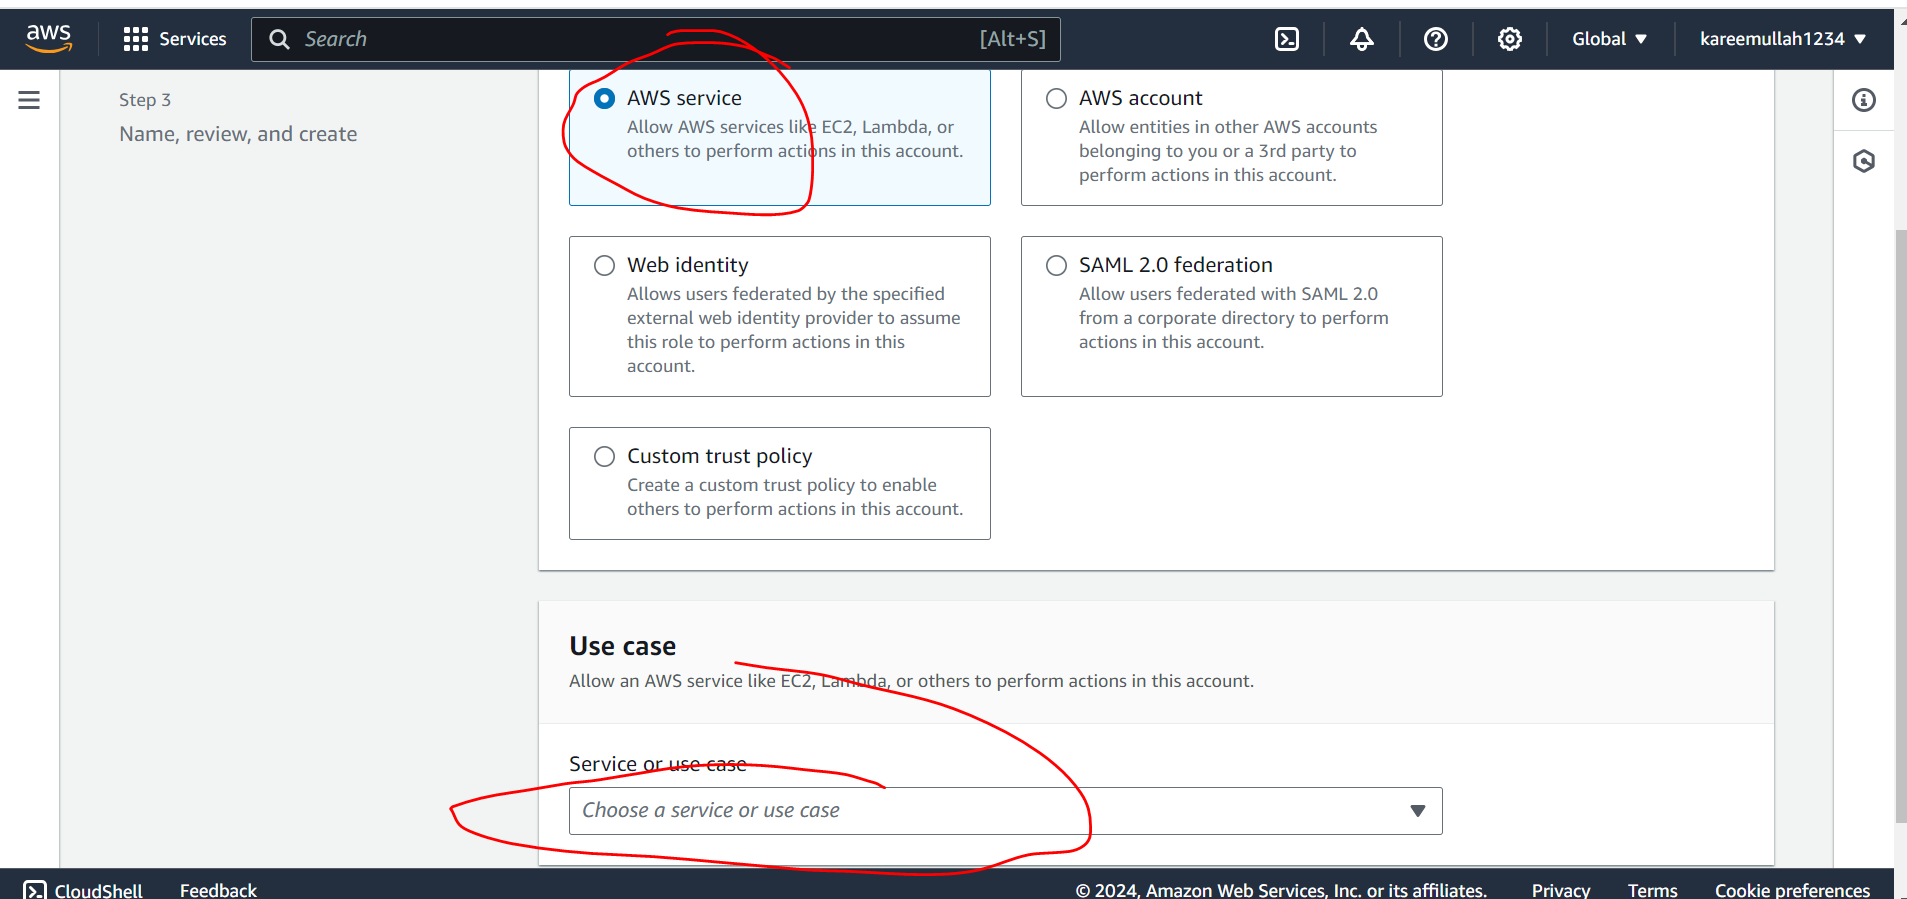 aws
Services
Search
[Alt+S]
Global
kareemullah1234
Step 3
Name, review, and create
AWS service
Allow AWS services like EC2, Lambda, or
others to perform actions in this account.
AWS account
Allow entities in other AWS accounts
belonging to you or a 3rd party to
perform actions in this account.
Web identity
Allows users federated by the specified
external web identity provider to assume
this role to perform actions in this
account.
SAML 2.0 federation
Allow users federated with SAML 2.0
from a corporate directory to perform
actions in this account.
Custom trust policy
Create a custom trust policy to enable
others to perform actions in this account.
Use case
Allow an AWS service like EC2, Lambda, or others to perform actions in this account.
Service or use case
Choose a service or use case
CloudShell
Feedback
© 2024, Amazon Web Services, Inc. or its affiliates.
Privacy
Terms
Cookie preferences